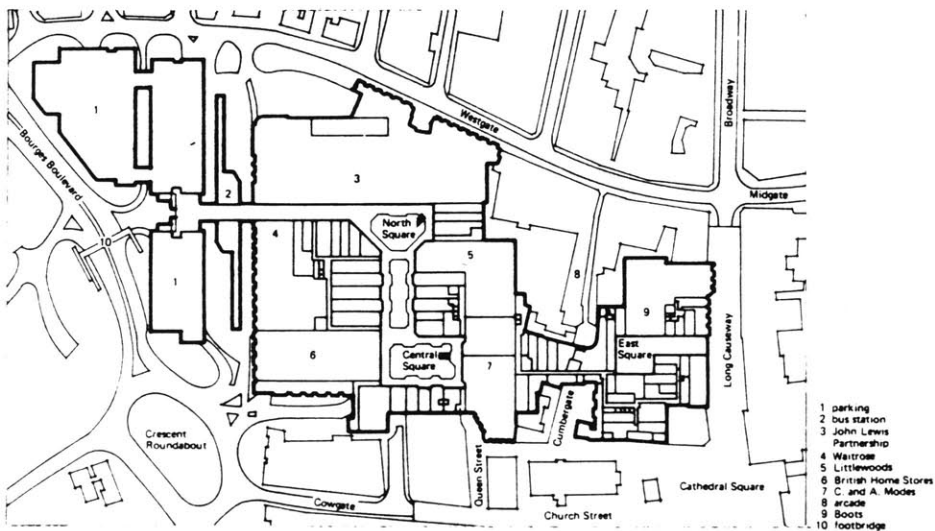 1
Westgate
Broadway
Bourges Boulevard
2
3
Midgate
North
Square
4
10
5
8
1
9
East
Square
Long Causeway
6
Central
Square
7
Cumbergate
Crescent
Roundabout
Queen Street
Cowgate
Cathedral Square
Church Street
1 parking
2 bus station
3 John Lewis
Partnership
4 Waitrose
5 Littlewoods
6 British Home Stores
7 C. and A. Modes
8 arcade
9 Boots
10 footbridge